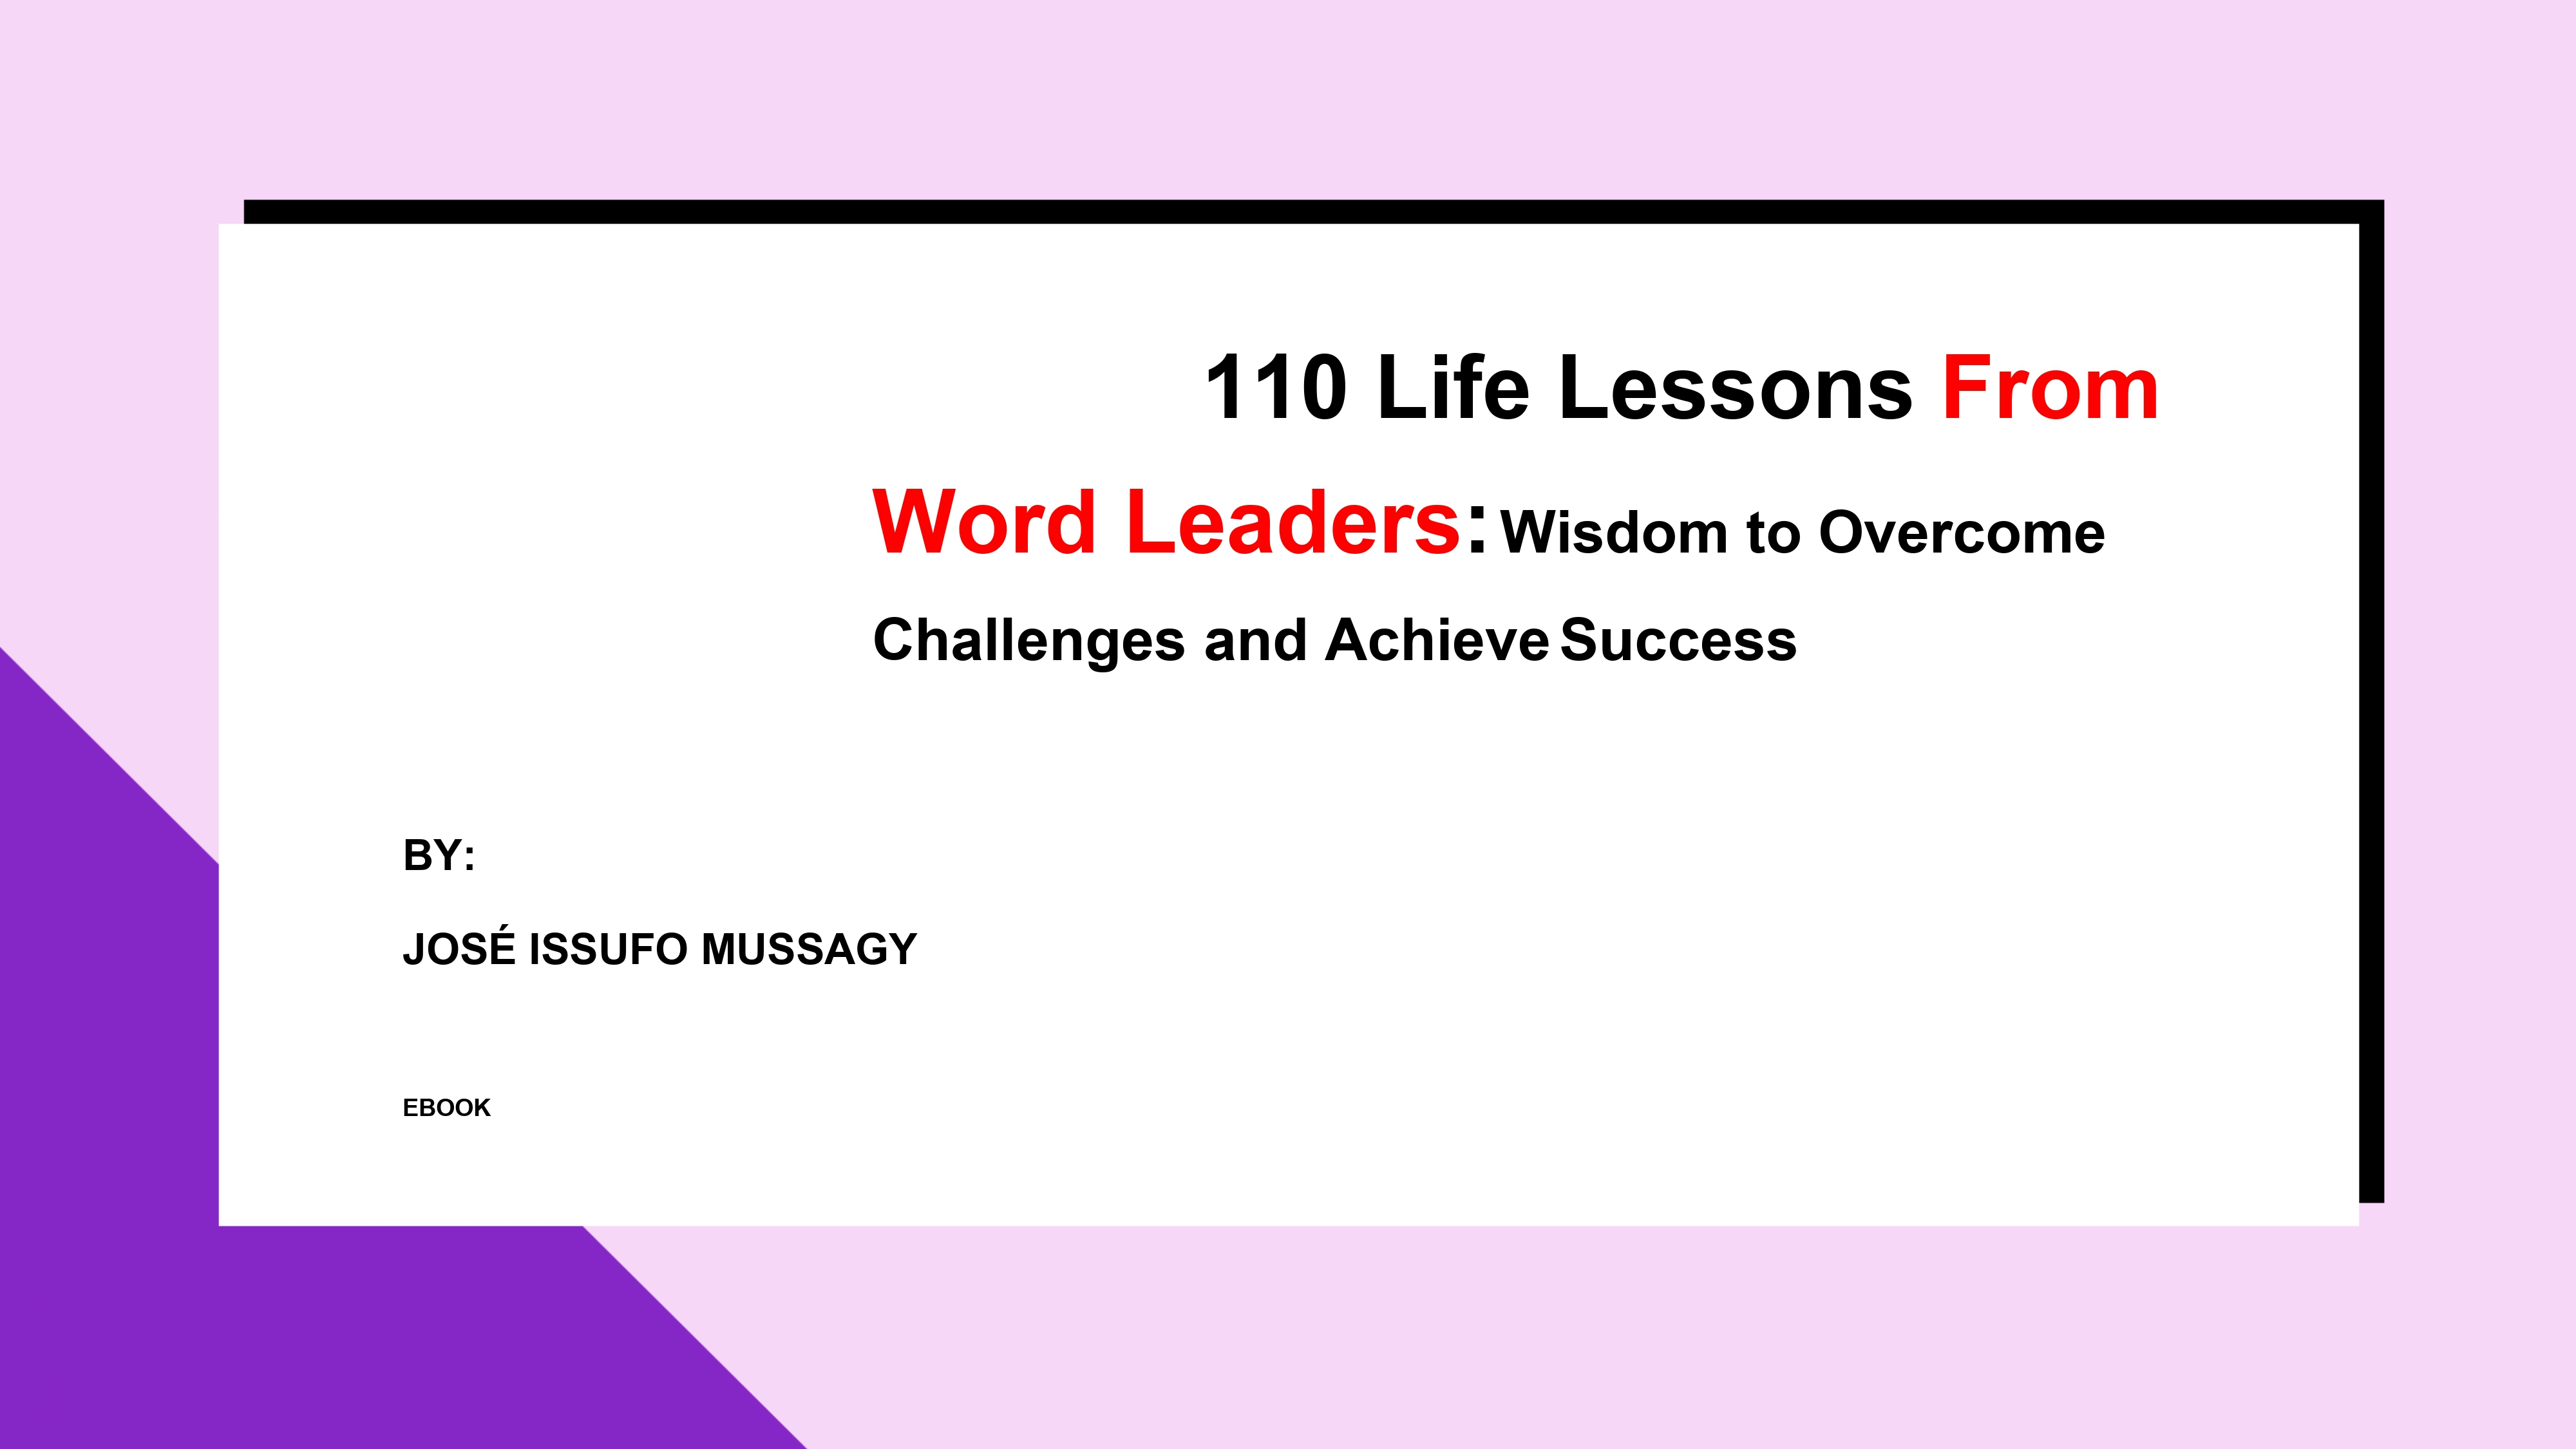 110 Life Lessons From
Word Leaders: Wisdom to Overcome
Challenges and Achieve Success
BY:
JOSÉ ISSUFO MUSSAGY
EBOOK